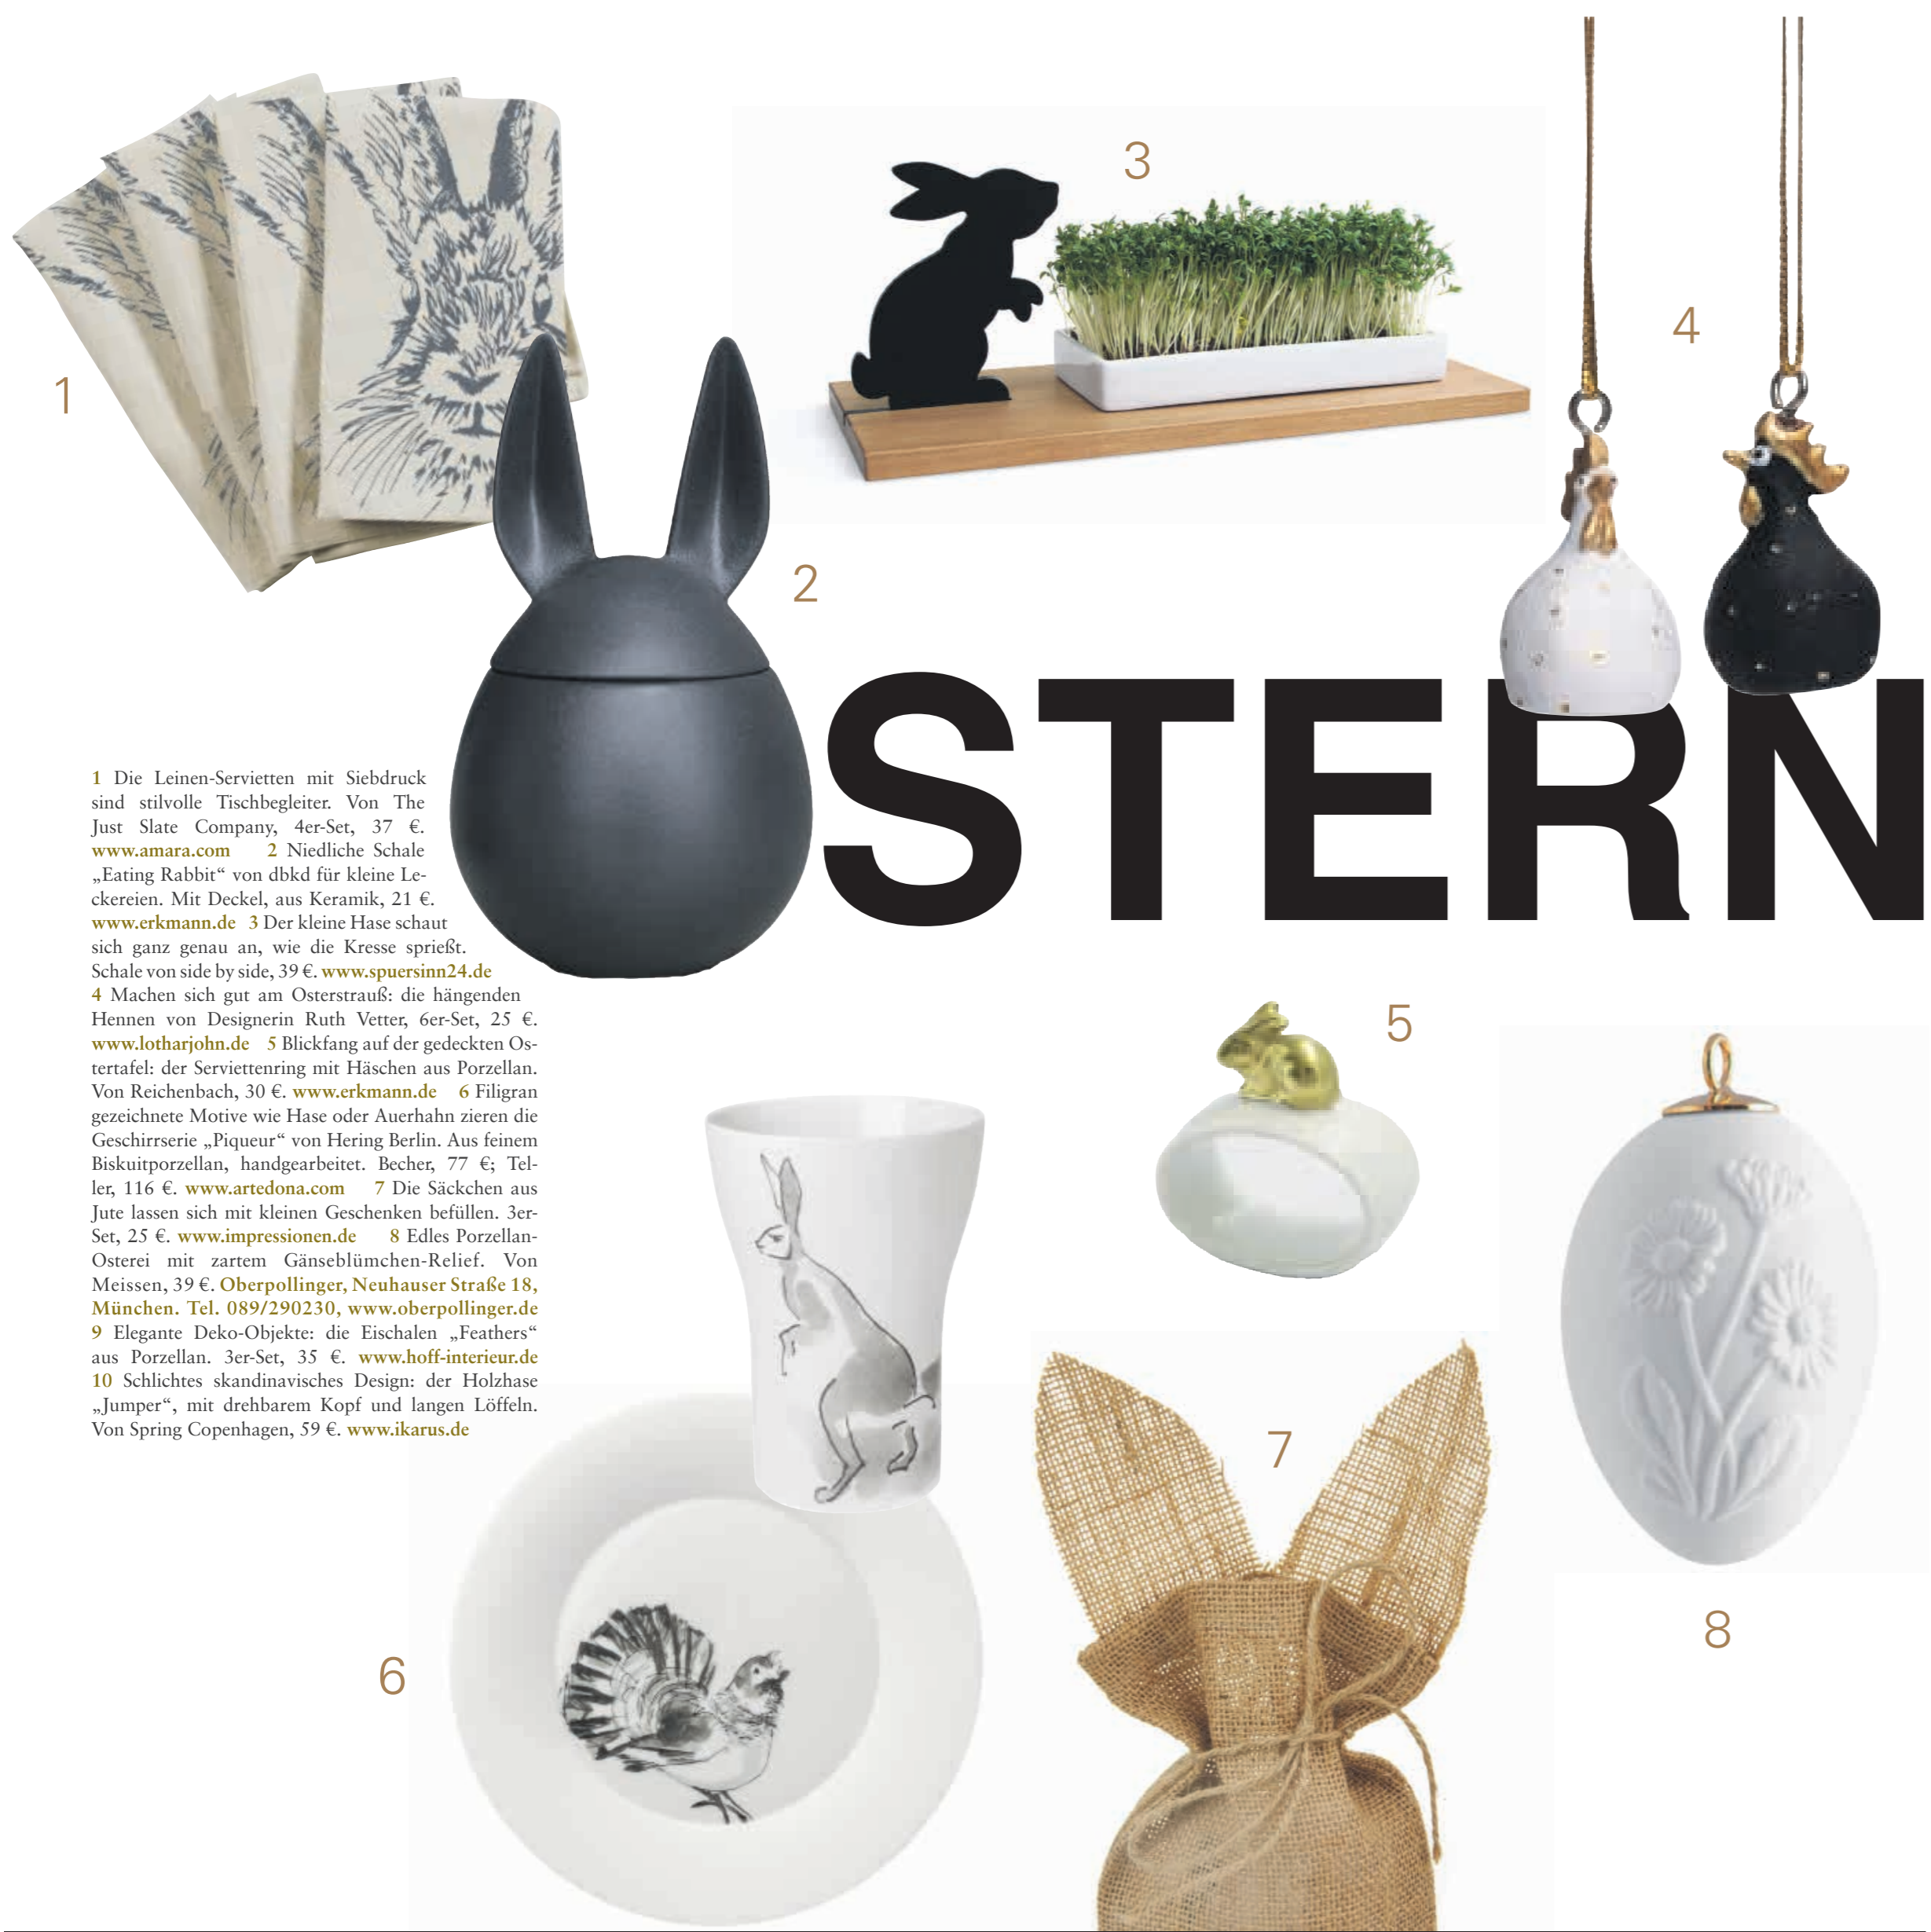 3
4
1
2
STERN
1 Die Leinen-Servietten mit Siebdruck
sind stilvolle Tischbegleiter. Von The
Just Slate Company, 4er-Set, 37 €.
www.amara.com 2 Niedliche Schale
„Eating Rabbit“ von dbkd für kleine Le-
ckereien. Mit Deckel, aus Keramik, 21 €.
www.erkmann.de 3 Der kleine Hase schaut
sich ganz genau an, wie die Kresse sprießt.
Schale von side by side, 39 €. www.spuersinn24.de
4 Machen sich gut am Osterstrauß: die hängenden
Hennen von Designerin Ruth Vetter, 6er-Set, 25 €.
www.lotharjohn.de 5 Blickfang auf der gedeckten Os-
tertafel: der Serviettenring mit Häschen aus Porzellan.
Von Reichenbach, 30 €. www.erkmann.de 6 Filigran
gezeichnete Motive wie Hase oder Auerhahn zieren die
Geschirrserie „Piqueur“ von Hering Berlin. Aus feinem
Biskuitporzellan, handgearbeitet. Becher, 77 €; Tel-
ler, 116 €. www.artedona.com 7 Die Säckchen aus
Jute lassen sich mit kleinen Geschenken befüllen. 3er-
Set, 25 €. www.impressionen.de 8 Edles Porzellan-
Osterei mit zartem Gänseblümchen-Relief. Von
Meissen, 39 €. Oberpollinger, Neuhauser Straße 18,
München. Tel. 089/290230, www.oberpollinger.de
9 Elegante Deko-Objekte: die Eischalen „Feathers“
aus Porzellan. 3er-Set, 35 €. www.hoff-interieur.de
10 Schlichtes skandinavisches Design: der Holzhase
„Jumper“, mit drehbarem Kopf und langen Löffeln.
Von Spring Copenhagen, 59 €. www.ikarus.de
5
7
8
6